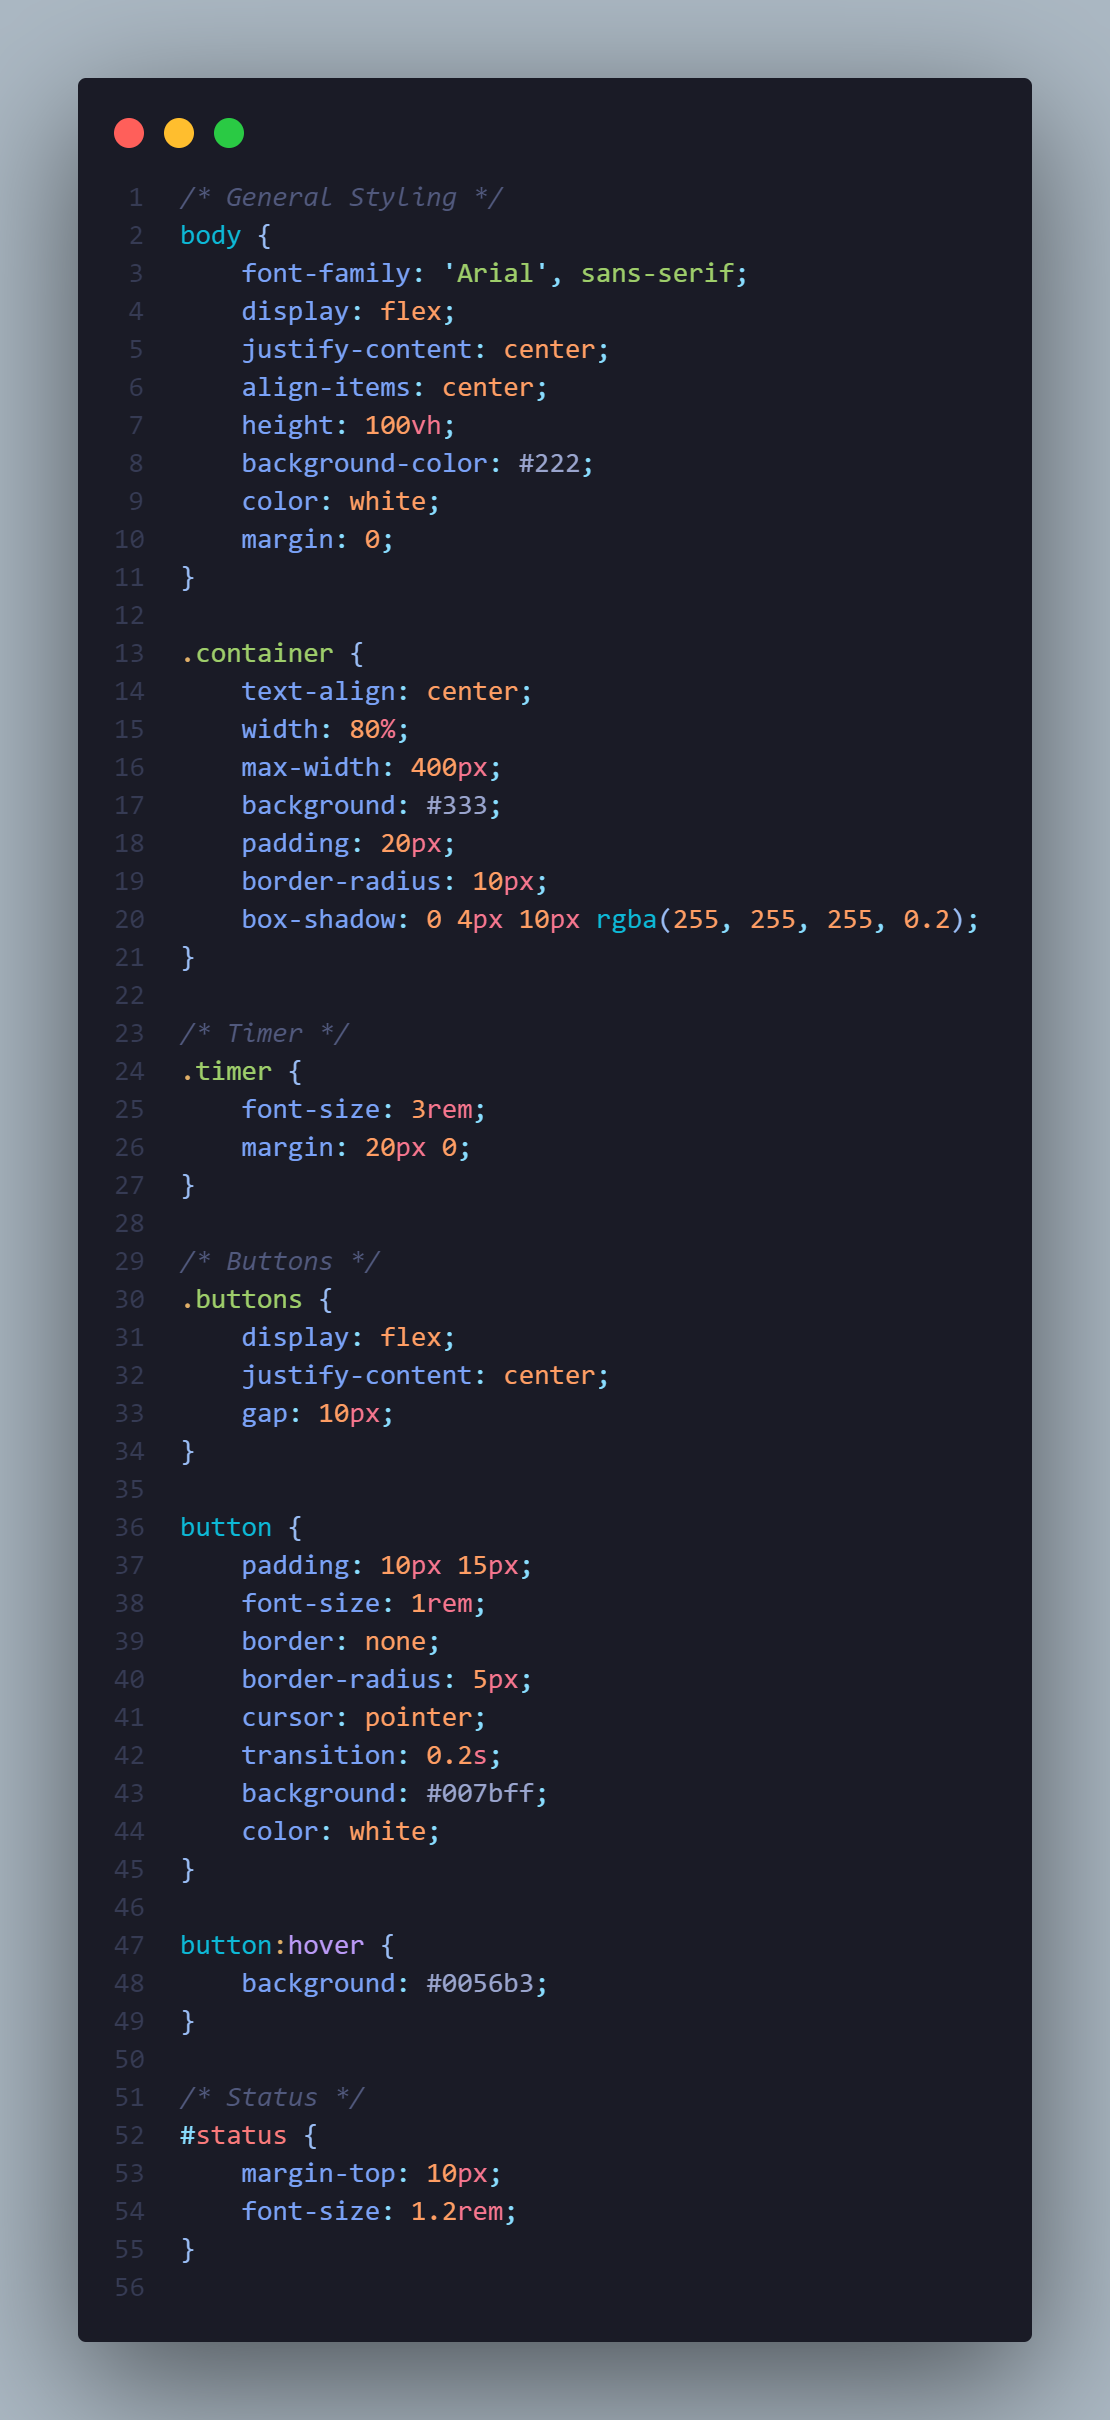 1 /* General Styling */
2 body {
3     font-family: 'Arial', sans-serif;
4     display: flex;
5     justify-content: center;
6     align-items: center;
7     height: 100vh;
8     background-color: #222;
9     color: white;
10     margin: 0;
11 }
12
13 .container {
14     text-align: center;
15     width: 80%;
16     max-width: 400px;
17     background: #333;
18     padding: 20px;
19     border-radius: 10px;
20     box-shadow: 0 4px 10px rgba(255, 255, 255, 0.2);
21 }
22
23 /* Timer */
24 .timer {
25     font-size: 3rem;
26     margin: 20px 0;
27 }
28
29 /* Buttons */
30 .buttons {
31     display: flex;
32     justify-content: center;
33     gap: 10px;
34 }
35
36 button {
37     padding: 10px 15px;
38     font-size: 1rem;
39     border: none;
40     border-radius: 5px;
41     cursor: pointer;
42     transition: 0.2s;
43     background: #007bff;
44     color: white;
45 }
46
47 button:hover {
48     background: #0056b3;
49 }
50
51 /* Status */
52 #status {
53     margin-top: 10px;
54     font-size: 1.2rem;
55 }
56